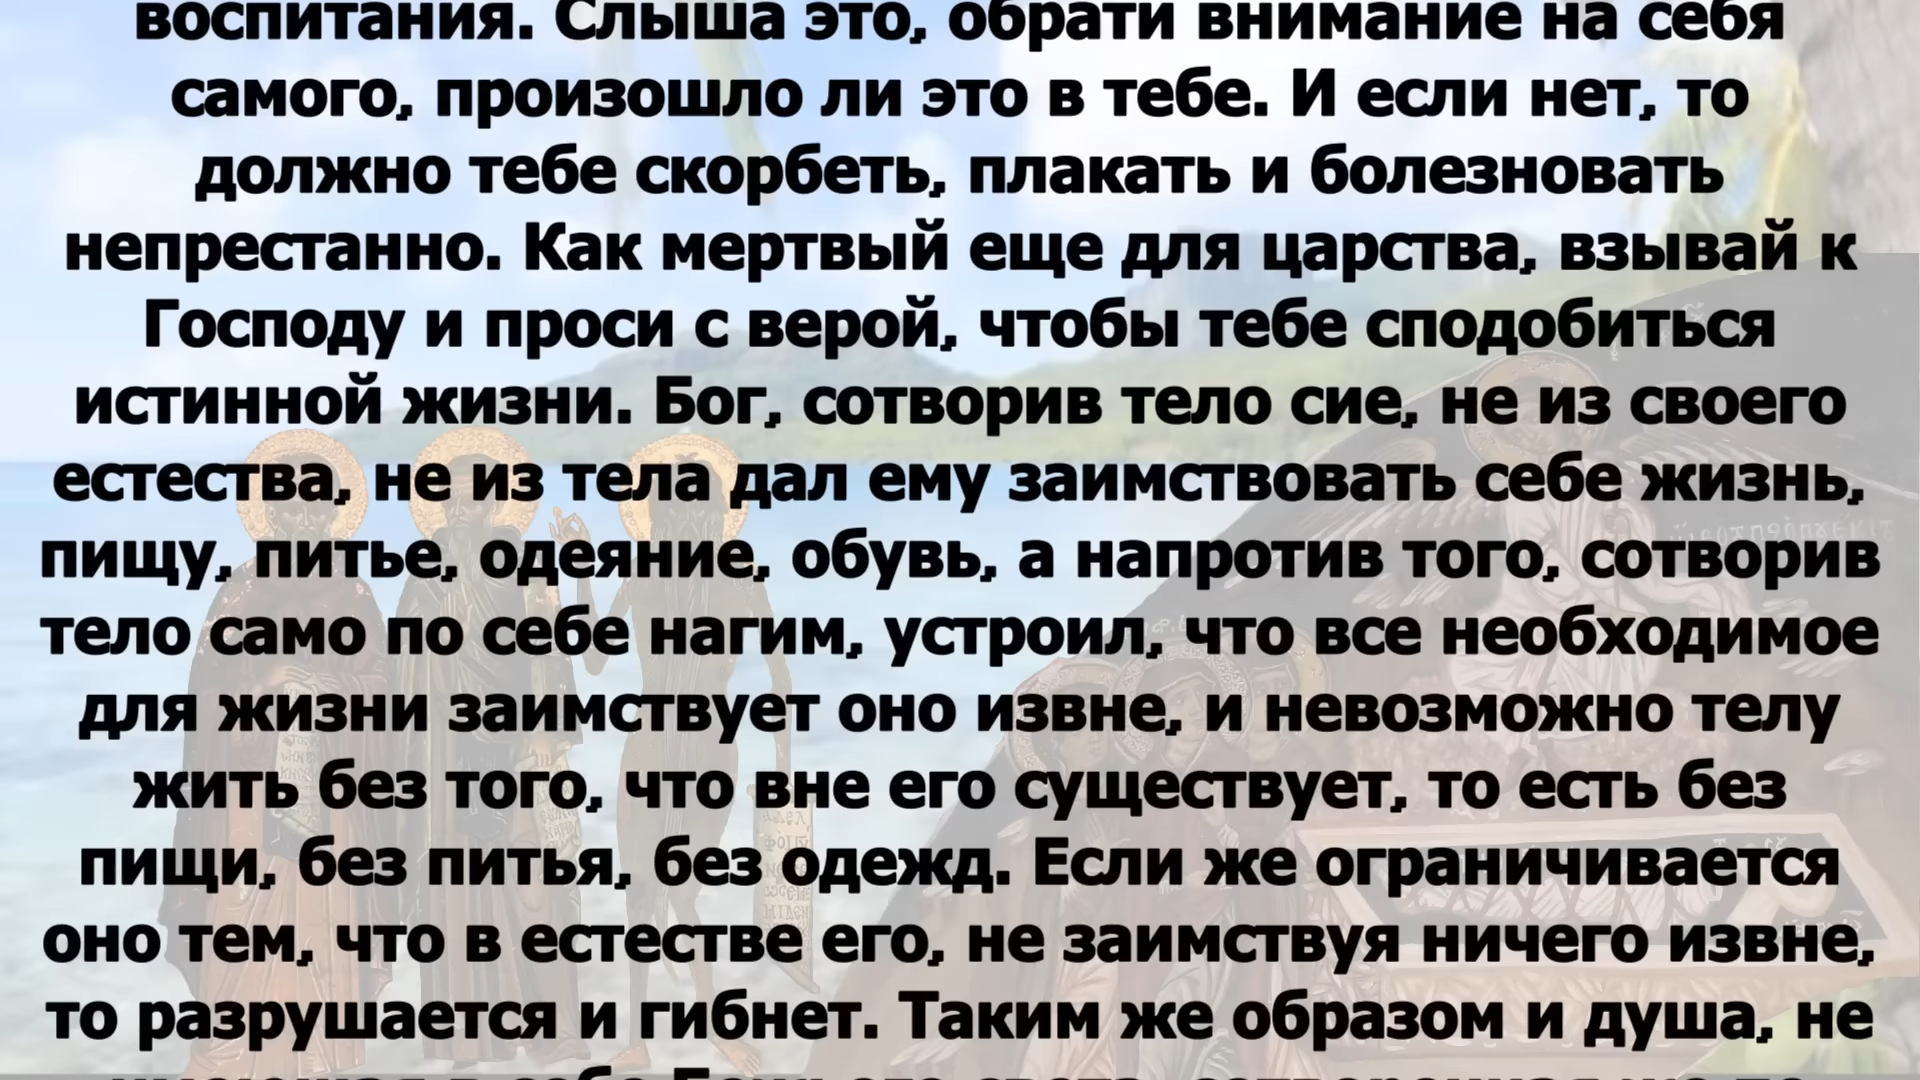 воспитания. Слыша это, обрати внимание на себя
самого, произошло ли это в тебе. И если нет, то
должно тебе скорбеть, плакать и болезновать
непрестанно. Как мертвый еще для царства, взывай к
Господу и проси с верой, чтобы тебе сподобиться
истинной жизни. Бог, сотворив тело сие, не из своего
естества, не из тела дал ему заимствовать себе жизнь,
пищу, питье, одеяние, обувь, а напротив того, сотворив
тело само по себе нагим, устроил, что все необходимое
для жизни заимствует оно извне, и невозможно телу
жить без того, что вне его существует, то есть без
пищи, без питья, без одежд. Если же ограничивается
оно тем, что в естестве его, не заимствуя ничего извне,
то разрушается и гибнет. Таким же образом и душа, не